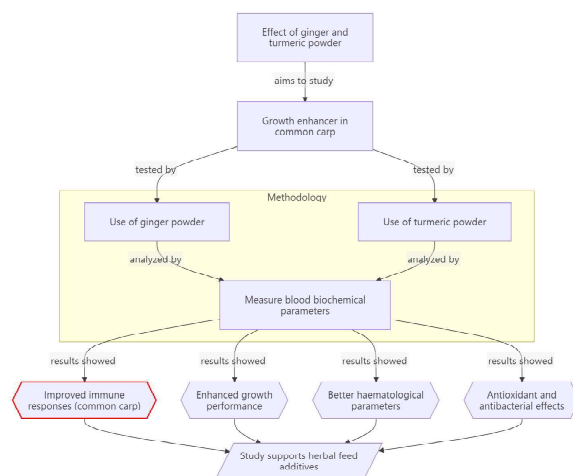 Effect of ginger and
turmeric powder
aims to study
Growth enhancer in
common carp
tested by
tested by
Methodology
Use of ginger powder
Use of turmeric powder
analyzed by
analyzed by
Measure blood biochemical
parameters
results showed
results showed
results showed
results showed
Improved immune
responses (common carp)
Enhanced growth
performance
Better haematological
parameters
Antioxidant and
antibacterial effects
Study supports herbal feed
additives